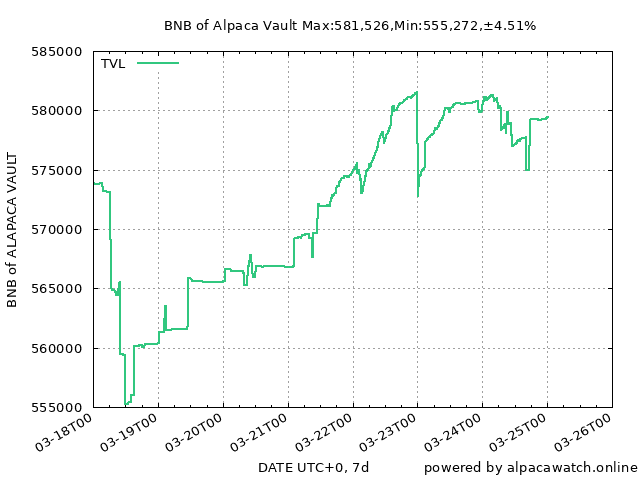 BNB of Alpaca Vault Max:581,526,Min:555,272,±4.51%
585000
580000
575000
570000
565000
560000
555000
TVL
BNB of ALAPACA VAULT
03-18T00
03-19T00
03-20T00
03-21T00
03-22T00
03-23T00
03-24T00
03-25T00
03-26T00
DATE UTC+0, 7d
powered by alpacawatch.online